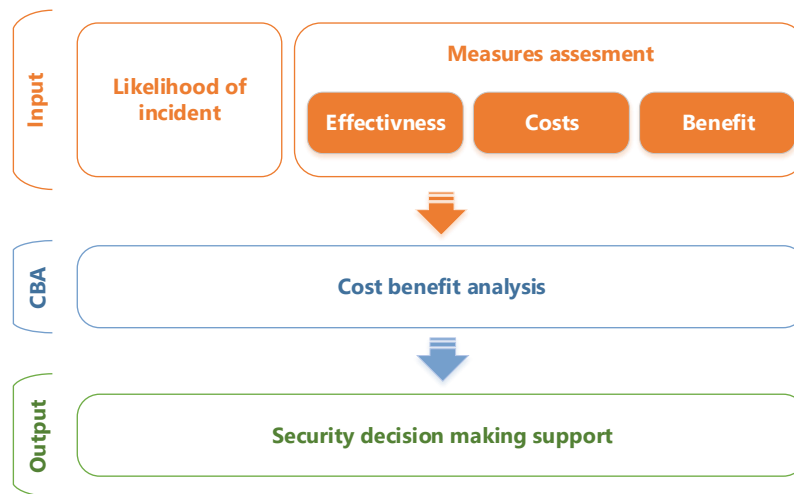 Input
Likelihood of
incident
Measures assesment
Effectivness
Costs
Benefit
CBA
Cost benefit analysis
Output
Security decision making support